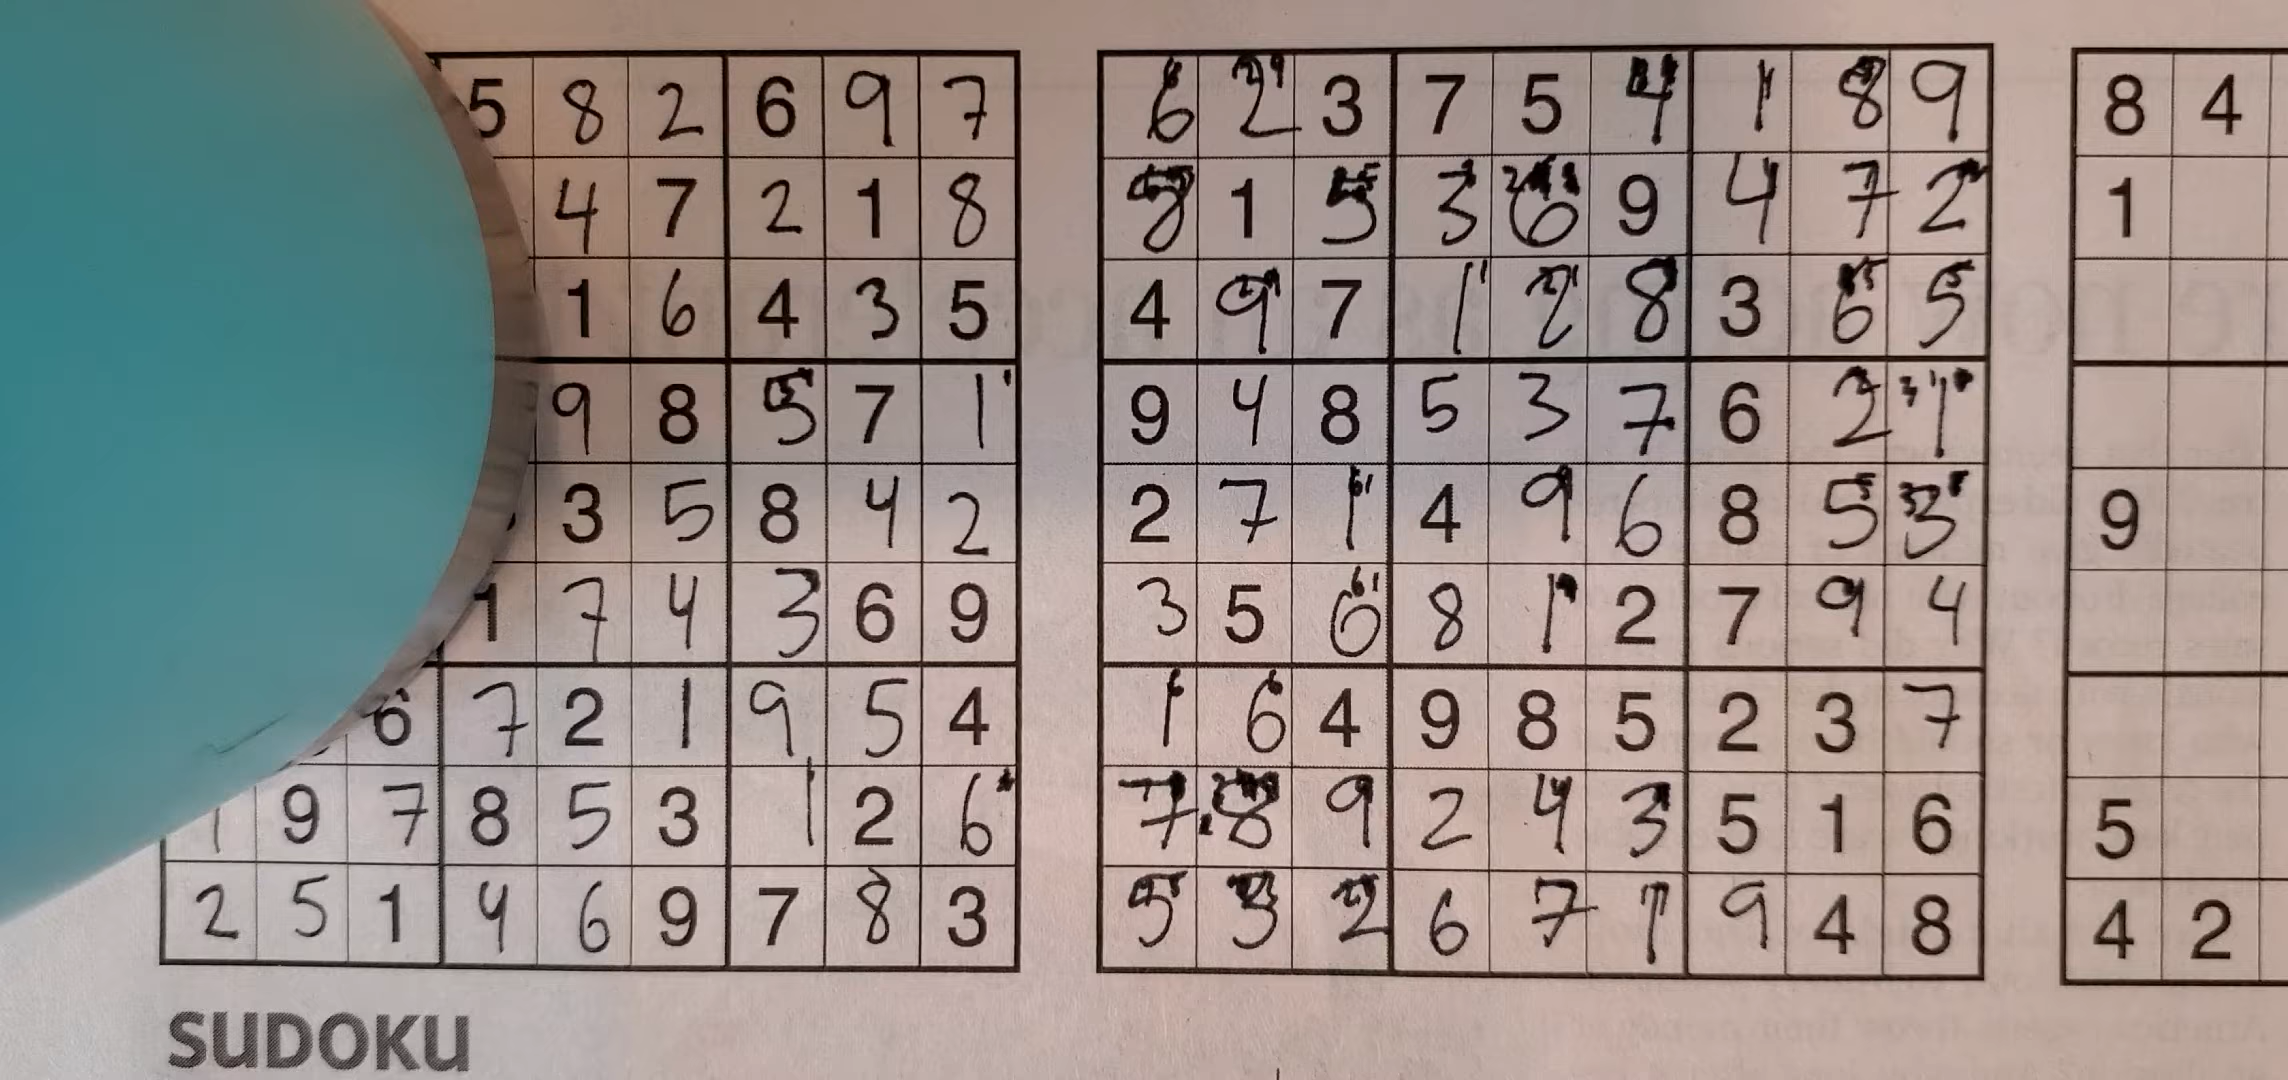 5 8 2 6 9 7
4 7 2 1 8
1 6 4 3 5
9 8 5 7 1
3 5 8 4 2
1 7 4 3 6 9
6 7 2 1 9 5 4
1 9 7 8 5 3 1 2 6
2 5 1 4 6 9 7 8 3
SUDOKU
6 2 3 7 5 4 1 8 9
8 1 5 3 6 9 4 7 2
4 9 7 1 2 8 3 6 5
9 4 8 5 3 7 6 2 1
2 7 1 4 9 6 8 5 3
3 5 6 8 1 2 7 9 4
1 6 4 9 8 5 2 3 7
7 8 9 2 4 3 5 1 6
5 3 2 6 7 1 9 4 8
8 4
1
9
5
4 2